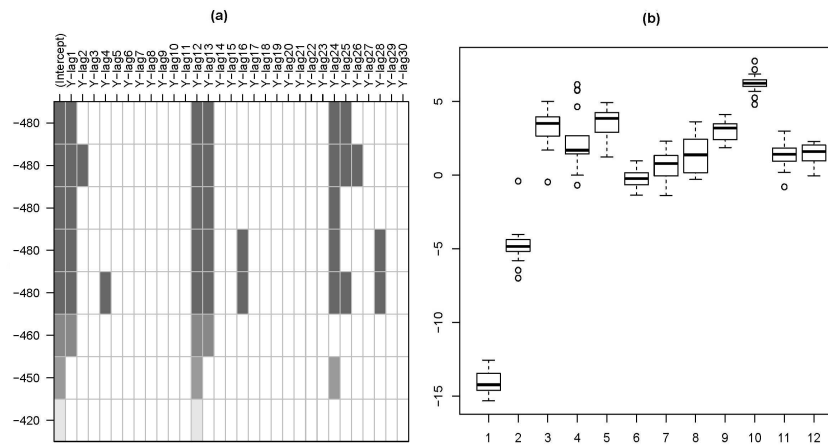 (a)
(Intercept)
Y−lag1
Y−lag2
Y−lag3
Y−lag4
Y−lag5
Y−lag6
Y−lag7
Y−lag8
Y−lag9
Y−lag10
Y−lag11
Y−lag12
Y−lag13
Y−lag14
Y−lag15
Y−lag16
Y−lag17
Y−lag18
Y−lag19
Y−lag20
Y−lag21
Y−lag22
Y−lag23
Y−lag24
Y−lag25
Y−lag26
Y−lag27
Y−lag28
Y−lag29
Y−lag30
−480
−480
−480
−480
−480
−460
−450
−420
(b)
5
0
−5
−10
−15
1 2 3 4 5 6 7 8 9 10 11 12